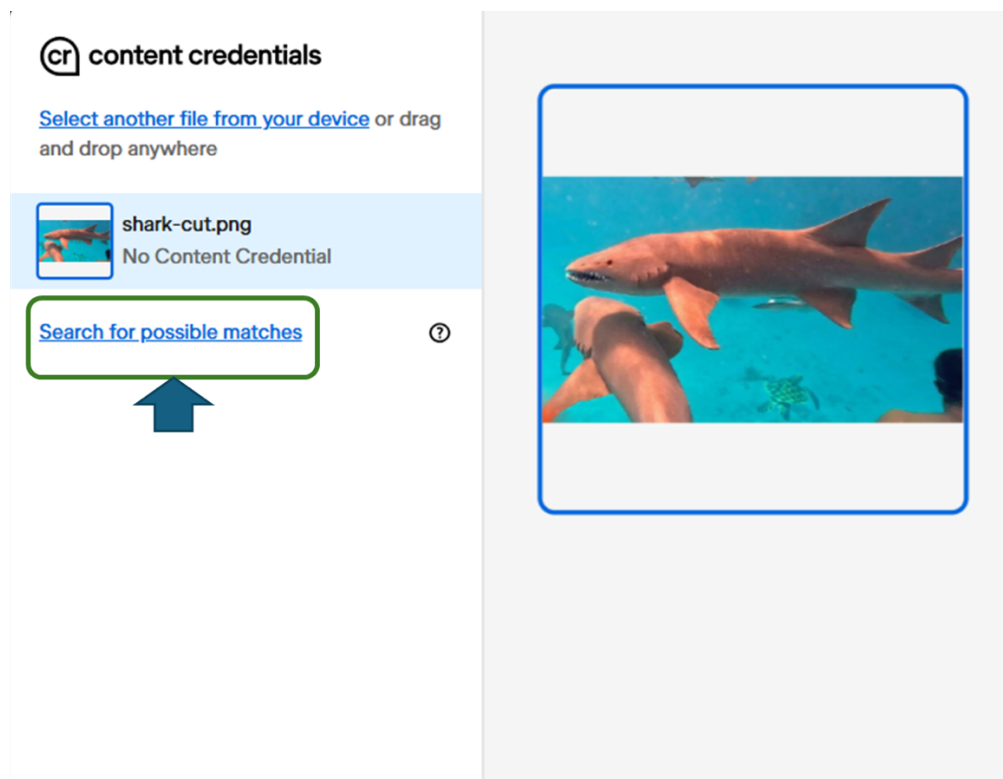 cr content credentials
Select another file from your device or drag
and drop anywhere
shark-cut.png
No Content Credential
Search for possible matches ?